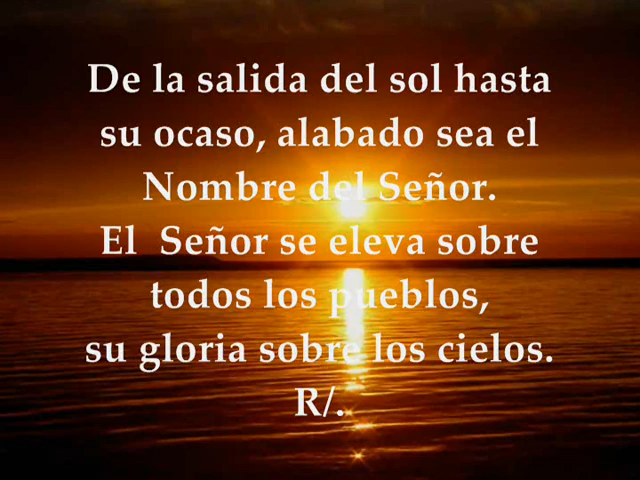 De la salida del sol hasta
su ocaso, alabado sea el
Nombre del Señor.
El  Señor se eleva sobre
todos los pueblos,
su gloria sobre los cielos.
R/.